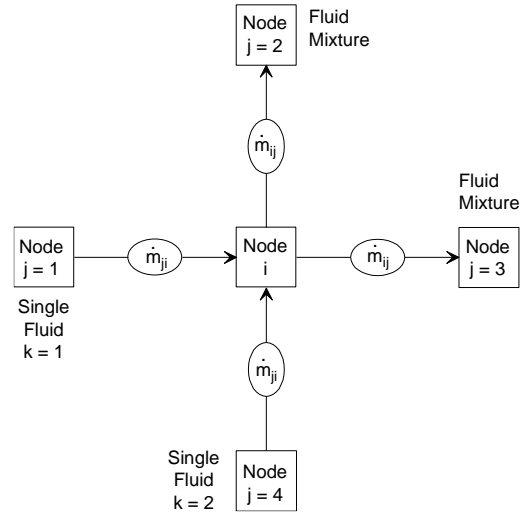 Node
j = 2
Fluid
Mixture
ṁij
Fluid
Mixture
Node
j = 1
ṁji
Node
i
ṁij
Node
j = 3
Single
Fluid
k = 1
ṁji
Single
Fluid
k = 2
Node
j = 4